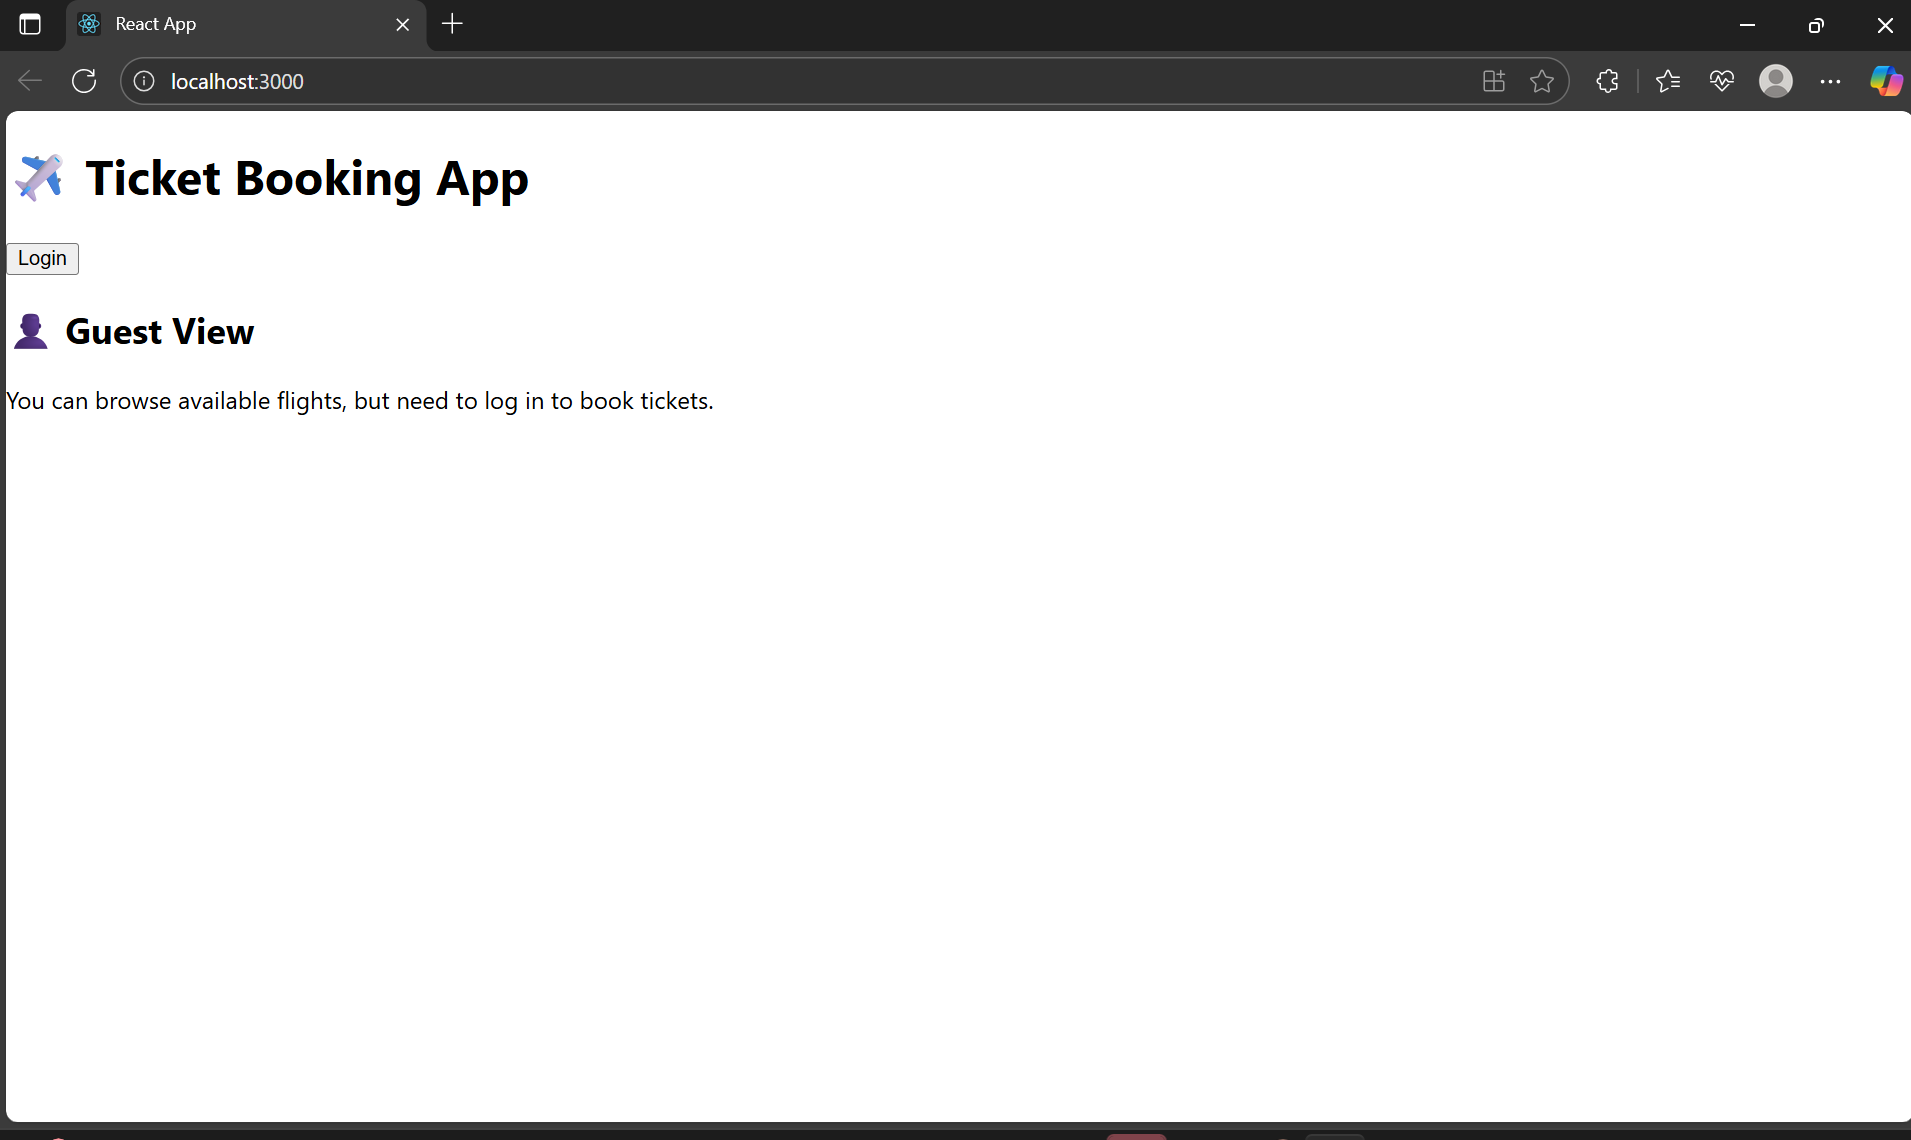 React App
localhost:3000
Ticket Booking App
Login
Guest View
You can browse available flights, but need to log in to book tickets.